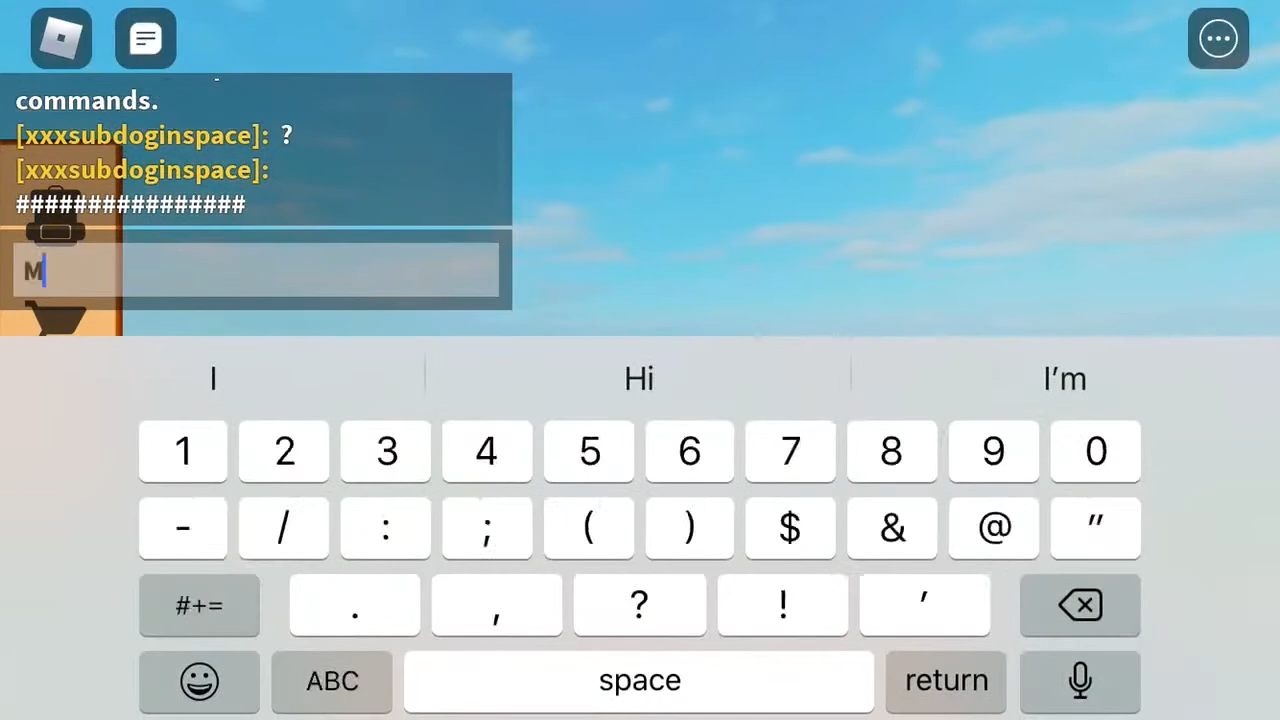 commands.
[xxxsubdoginspace]: ?
[xxxsubdoginspace]:
################
M
I Hi I’m
1 2 3 4 5 6 7 8 9 0
- / : ; ( ) $ & @ "
#+= . , ? ! ’
ABC space return